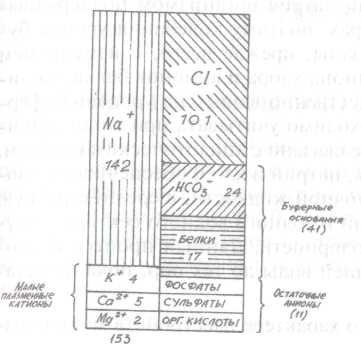 Cl⁻
101
Na⁺
142
HCO₃⁻ 24
БЕЛКИ
17
Буферные
основания
(41)
МАЛЫЕ
ПЛАЗМЕННЫЕ
КАТИОНЫ
K⁺ 4
ФОСФАТЫ
Ca²⁺ 5
СУЛЬФАТЫ
Mg²⁺ 2
ОРГ. КИСЛОТЫ
Остаточные
анионы
(11)
153